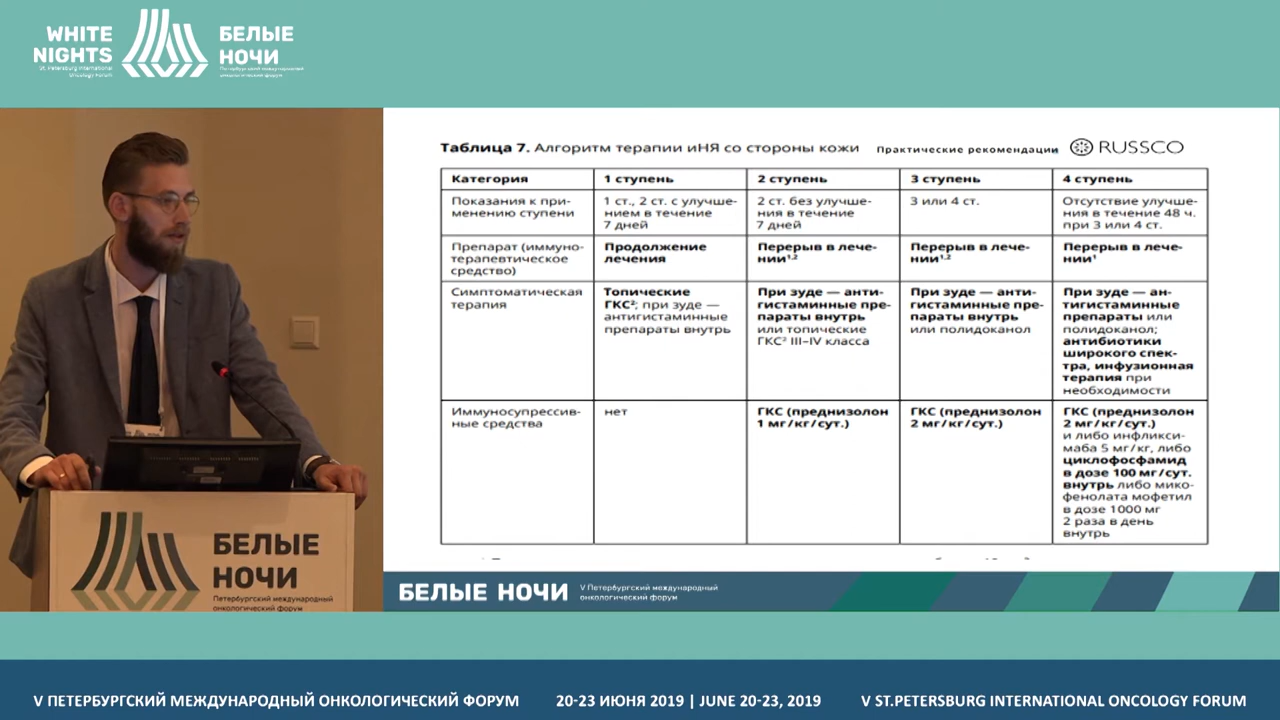 WHITE
NIGHTS
St. Petersburg International
Oncology Forum
БЕЛЫЕ
НОЧИ
Петербургский международный
онкологический форум
Таблица 7. Алгоритм терапии иНЯ со стороны кожи
Практические рекомендации
RUSSCO
Категория
1 ступень
2 ступень
3 ступень
4 ступень
Показания к при-
менению ступени
1 ст., 2 ст. с улучше-
нием в течение
7 дней
2 ст. без улучше-
ния в течение
7 дней
3 или 4 ст.
Отсутствие улучше-
ния в течение 48 ч.
при 3 или 4 ст.
Препарат (иммуно-
терапевтическое
средство)
Продолжение
лечения
Перерыв в лече-
нии¹,²
Перерыв в лече-
нии¹,²
Перерыв в лече-
нии¹
Симптоматическая
терапия
Топические
ГКС²; при зуде —
антигистаминные
препараты внутрь
При зуде — анти-
гистаминные пре-
параты внутрь
или топические
ГКС² III–IV класса
При зуде — анти-
гистаминные пре-
параты внутрь
или полидоканол
При зуде — ан-
тигистаминные
препараты или
полидоканол;
антибиотики
широкого спек-
тра, инфузионная
терапия при
необходимости
Иммуносупрессив-
ные средства
нет
ГКС (преднизолон
1 мг/кг/сут.)
ГКС (преднизолон
2 мг/кг/сут.)
ГКС (преднизолон
2 мг/кг/сут.)
и либо инфликси-
маба 5 мг/кг, либо
циклофосфамид
в дозе 100 мг/сут.
внутрь либо мико-
фенолата мофетил
в дозе 1000 мг
2 раза в день
внутрь
БЕЛЫЕ
НОЧИ
Петербургский международный
онкологический форум
БЕЛЫЕ НОЧИ
V Петербургский международный
онкологический форум
V ПЕТЕРБУРГСКИЙ МЕЖДУНАРОДНЫЙ ОНКОЛОГИЧЕСКИЙ ФОРУМ
20-23 ИЮНЯ 2019 | JUNE 20-23, 2019
V ST.PETERSBURG INTERNATIONAL ONCOLOGY FORUM